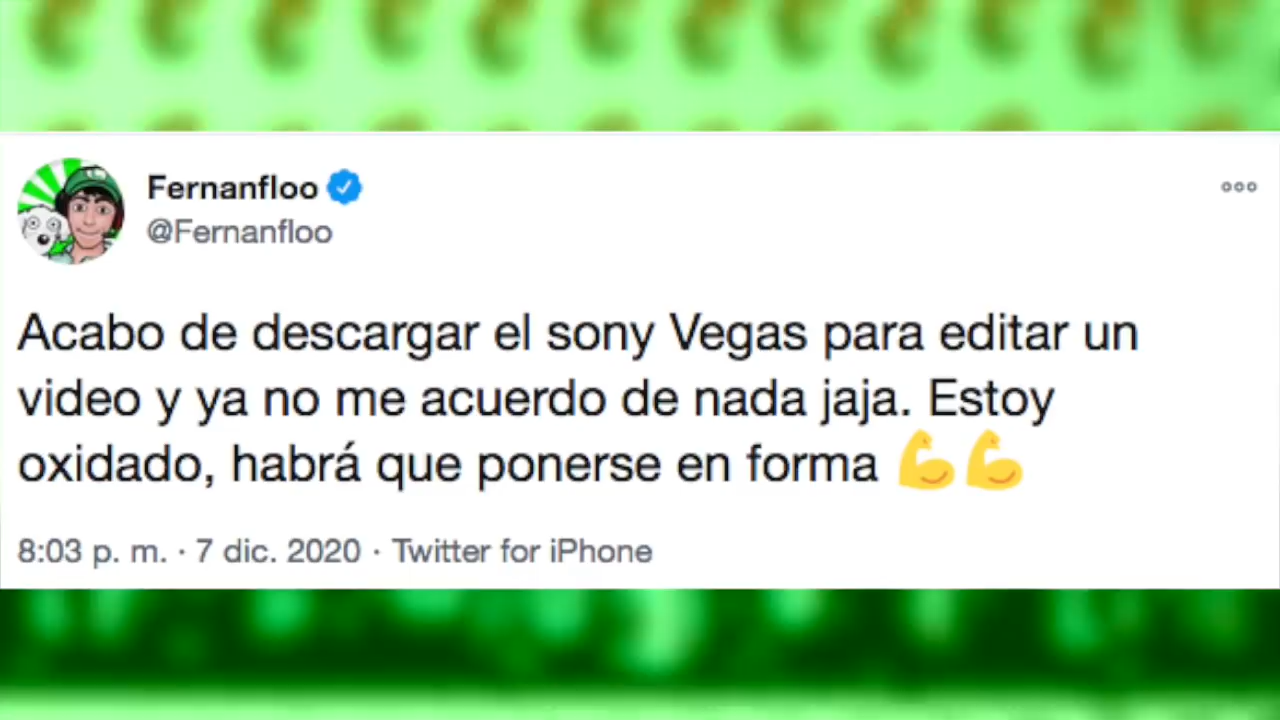 Fernanfloo
@Fernanfloo
Acabo de descargar el sony Vegas para editar un
video y ya no me acuerdo de nada jaja. Estoy
oxidado, habrá que ponerse en forma 💪💪
8:03 p. m. · 7 dic. 2020 · Twitter for iPhone